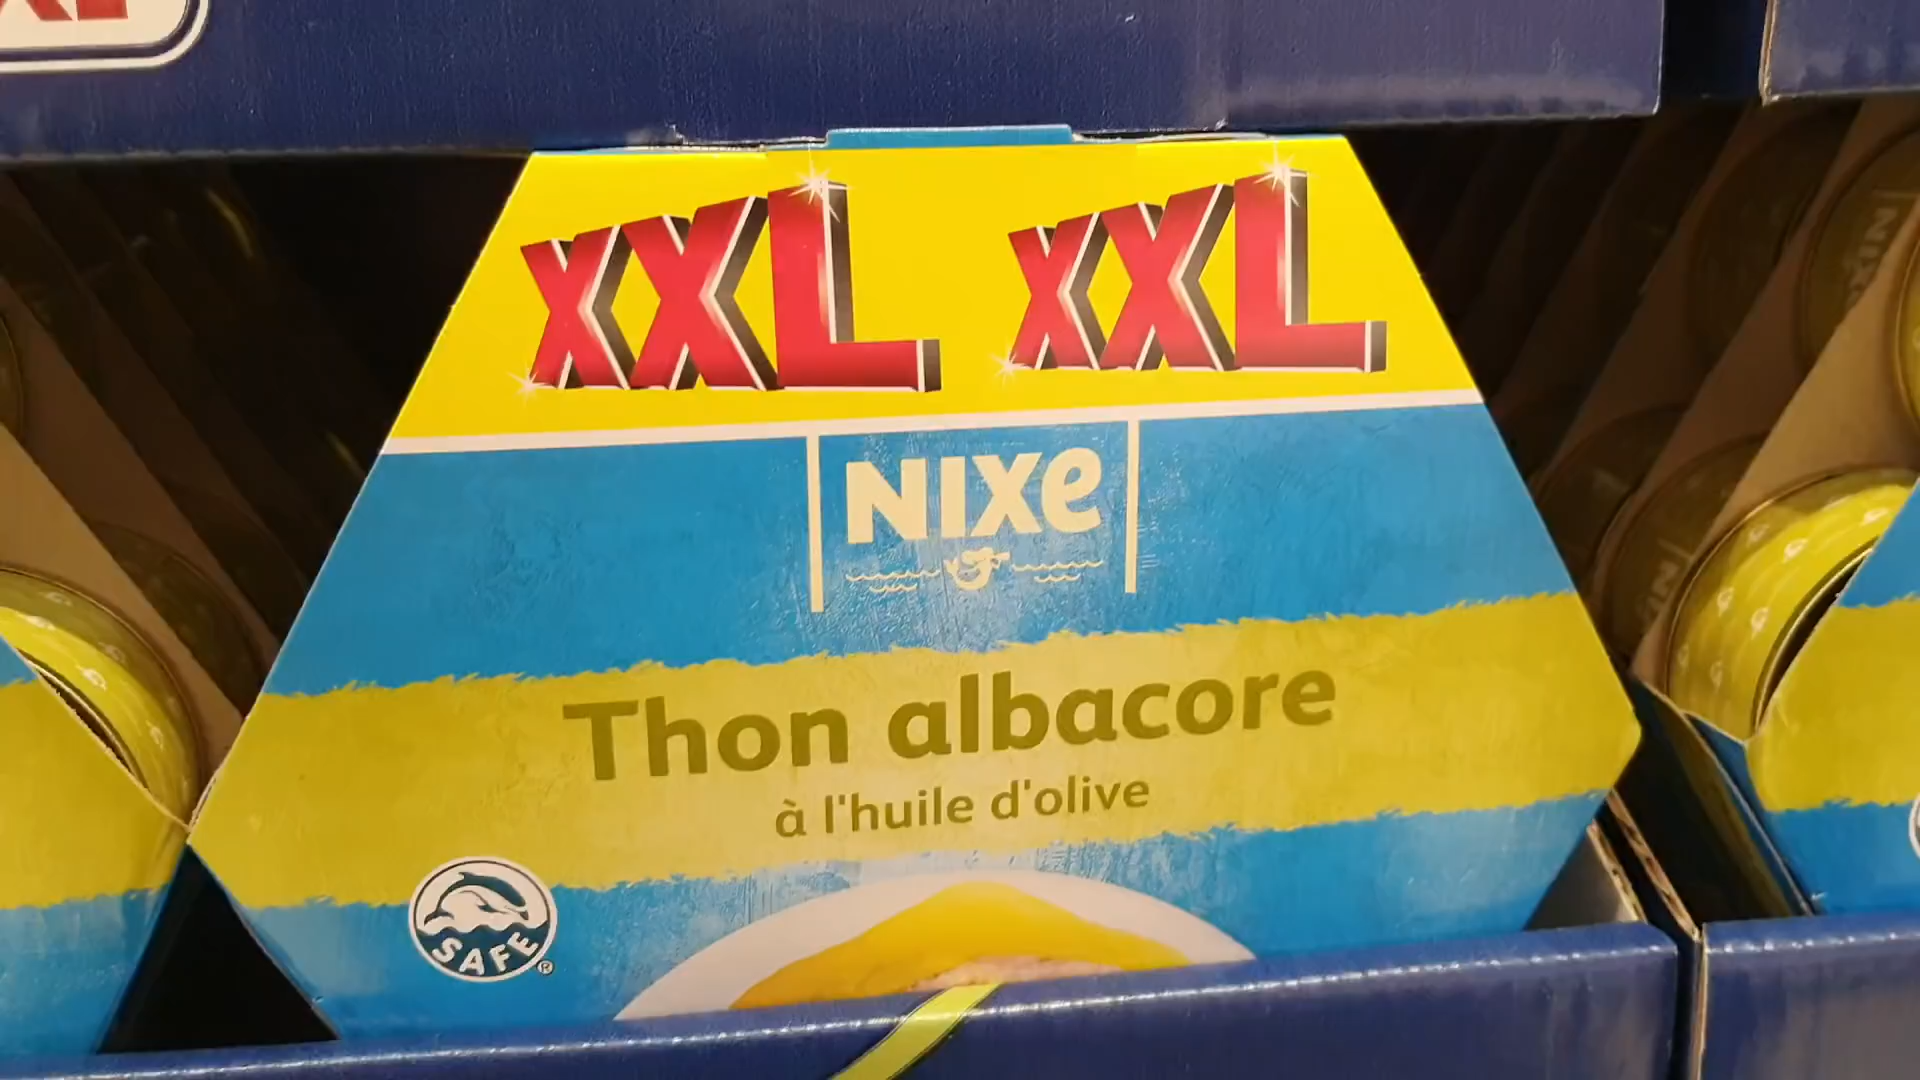 XXL XXL
NIXe
Thon albacore
à l'huile d'olive
SAFE®